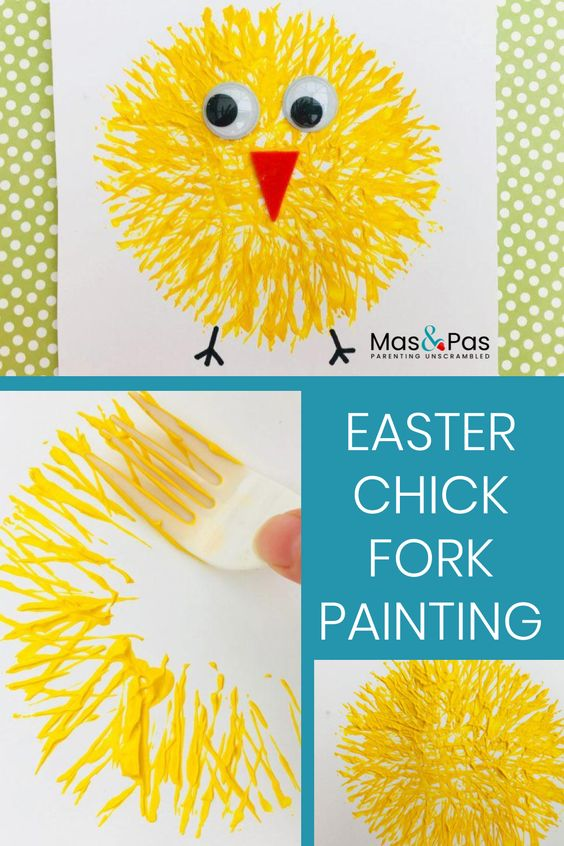 Mas&Pas
PARENTING UNSCRAMBLED
EASTER
CHICK
FORK
PAINTING